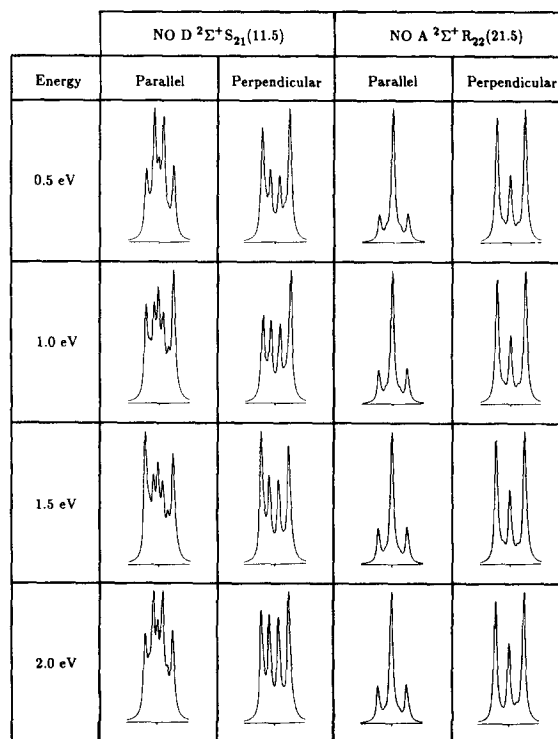 NO D ²Σ⁺S₂₁(11.5) NO A ²Σ⁺R₂₂(21.5)
Energy Parallel Perpendicular Parallel Perpendicular
0.5 eV
1.0 eV
1.5 eV
2.0 eV